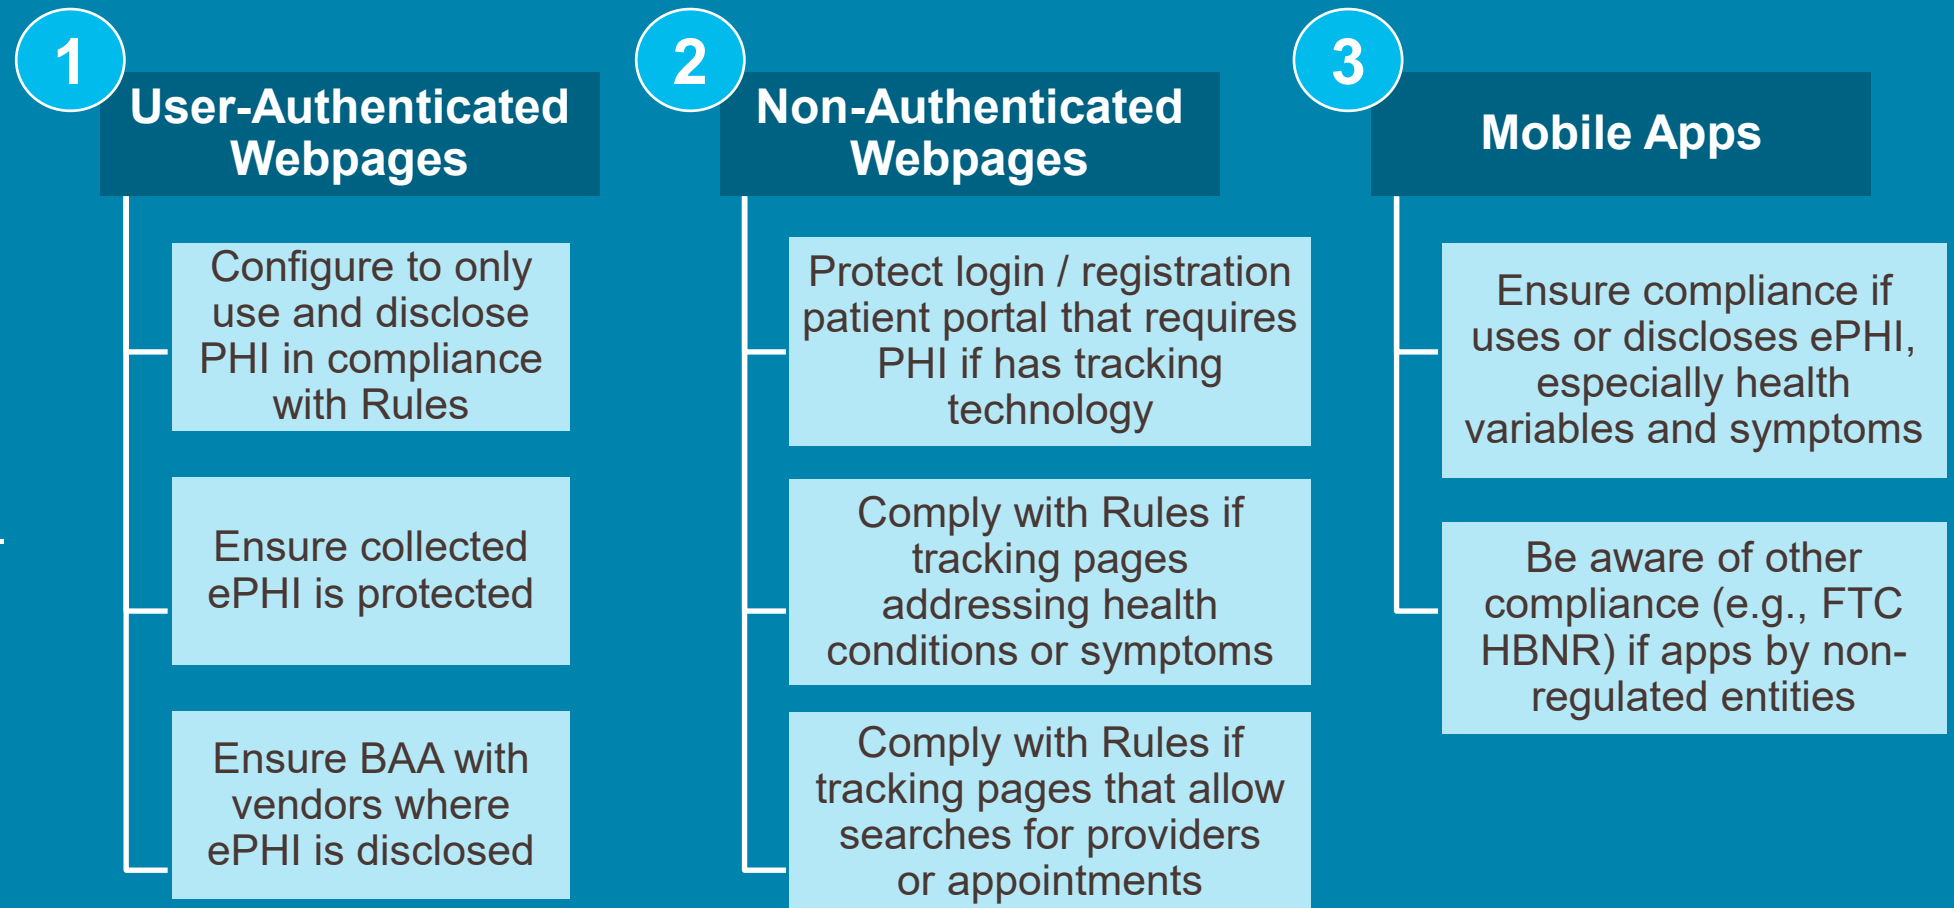 1
User-Authenticated
Webpages
Configure to only
use and disclose
PHI in compliance
with Rules
Ensure collected
ePHI is protected
Ensure BAA with
vendors where
ePHI is disclosed
2
Non-Authenticated
Webpages
Protect login / registration
patient portal that requires
PHI if has tracking
technology
Comply with Rules if
tracking pages
addressing health
conditions or symptoms
Comply with Rules if
tracking pages that allow
searches for providers
or appointments
3
Mobile Apps
Ensure compliance if
uses or discloses ePHI,
especially health
variables and symptoms
Be aware of other
compliance (e.g., FTC
HBNR) if apps by non-
regulated entities